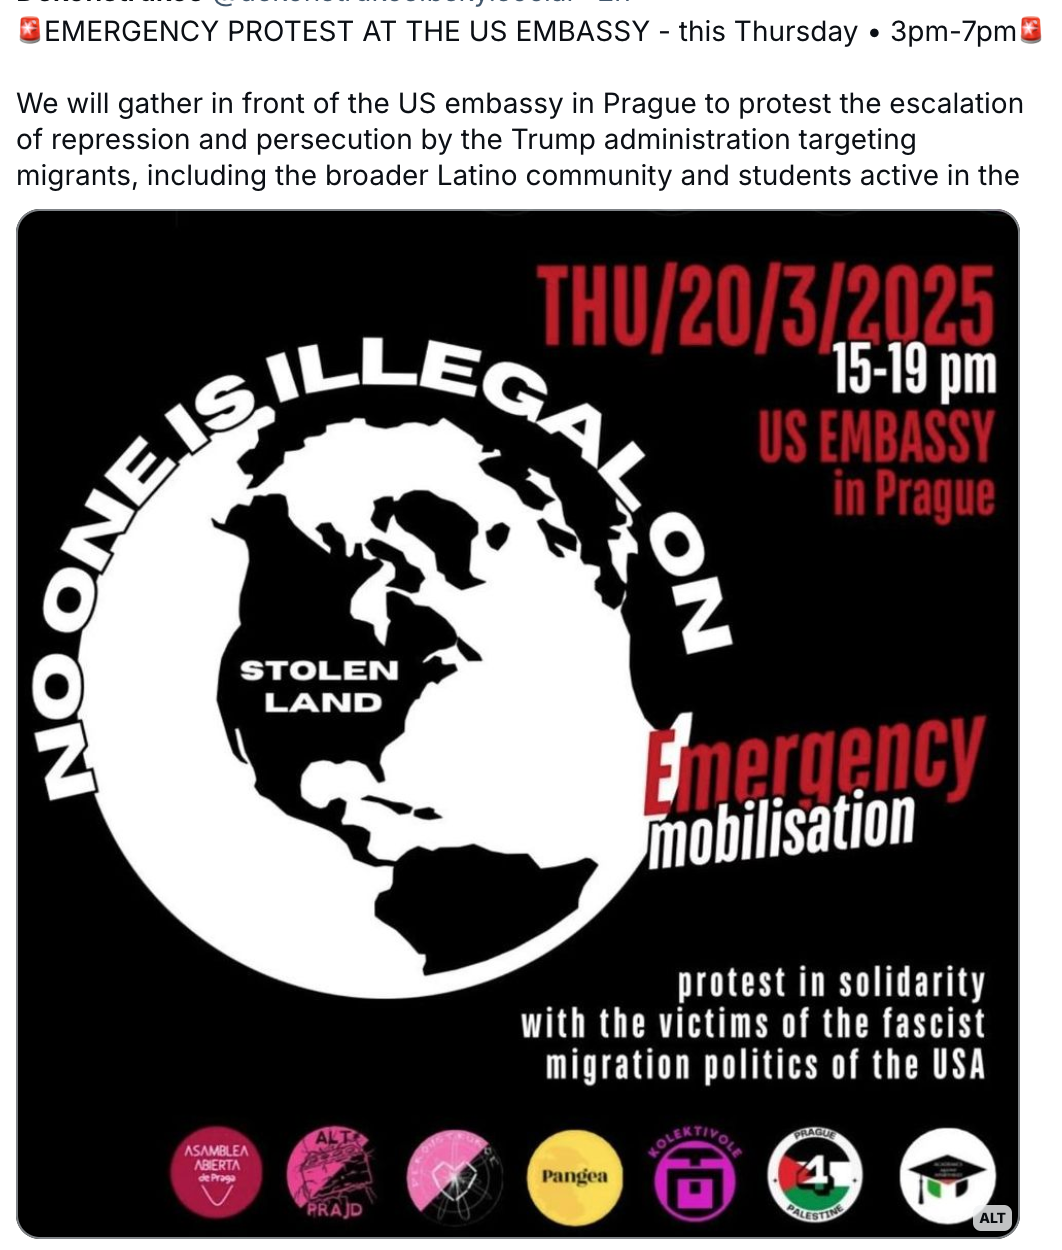 🚨EMERGENCY PROTEST AT THE US EMBASSY - this Thursday • 3pm-7pm🚨
We will gather in front of the US embassy in Prague to protest the escalation
of repression and persecution by the Trump administration targeting
migrants, including the broader Latino community and students active in the
THU/20/3/2025
15-19 pm
US EMBASSY
in Prague
NO ONE IS ILLEGAL ON
STOLEN
LAND
Emergency
mobilisation
protest in solidarity
with the victims of the fascist
migration politics of the USA
ASAMBLEA
ABIERTA
de Praga
ALT*
PRAJD
Pangea
KOLEKTIVOLE
PRAGUE
4
PALESTINE
ALT